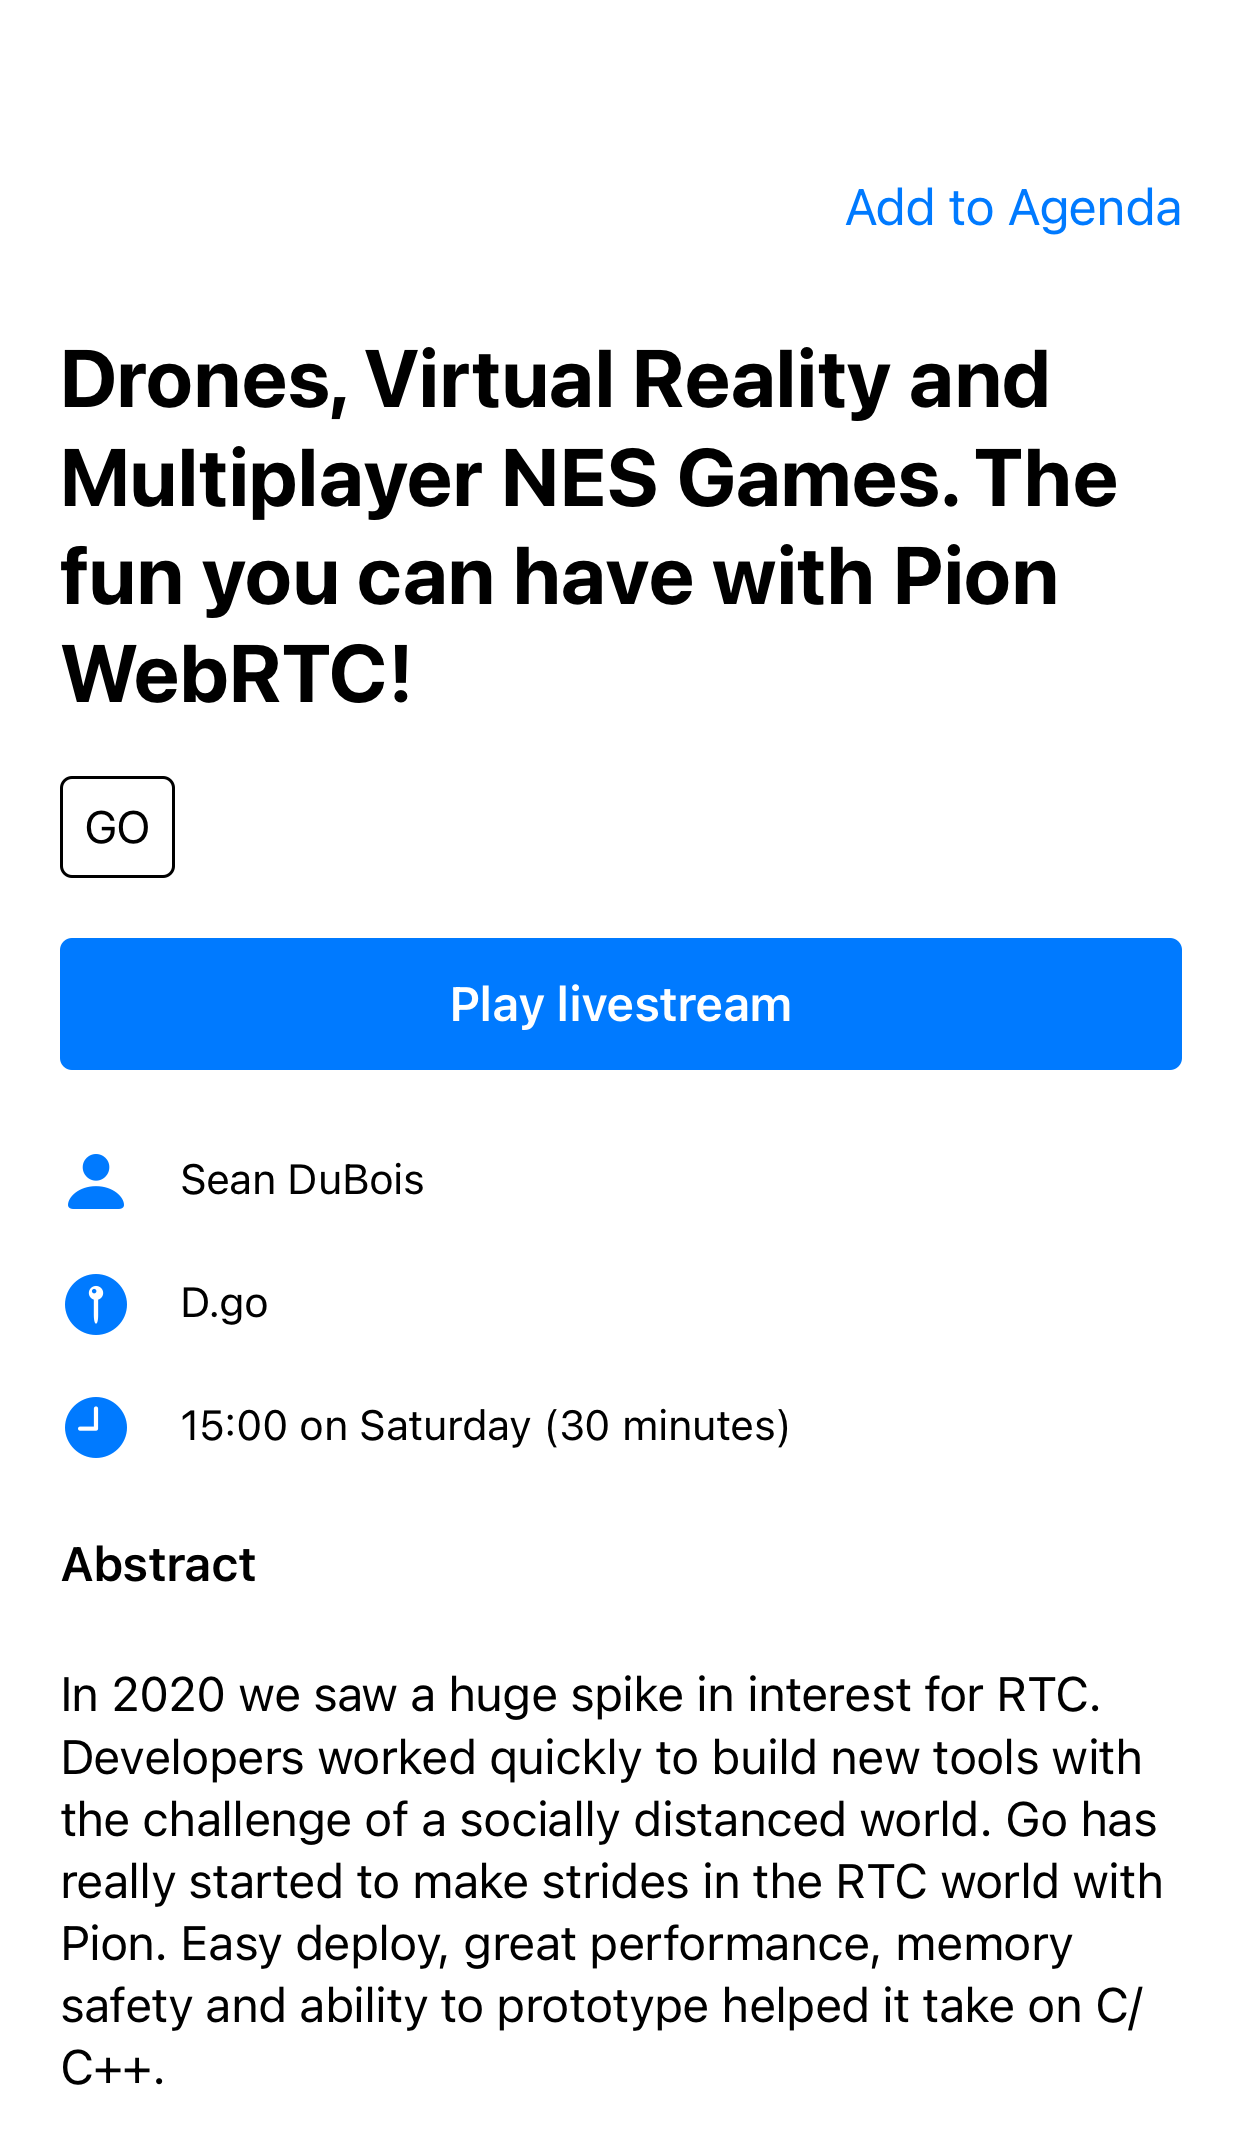 Add to Agenda
Drones, Virtual Reality and
Multiplayer NES Games. The
fun you can have with Pion
WebRTC!
GO
Play livestream
Sean DuBois
D.go
15:00 on Saturday (30 minutes)
Abstract
In 2020 we saw a huge spike in interest for RTC.
Developers worked quickly to build new tools with
the challenge of a socially distanced world. Go has
really started to make strides in the RTC world with
Pion. Easy deploy, great performance, memory
safety and ability to prototype helped it take on C/
C++.